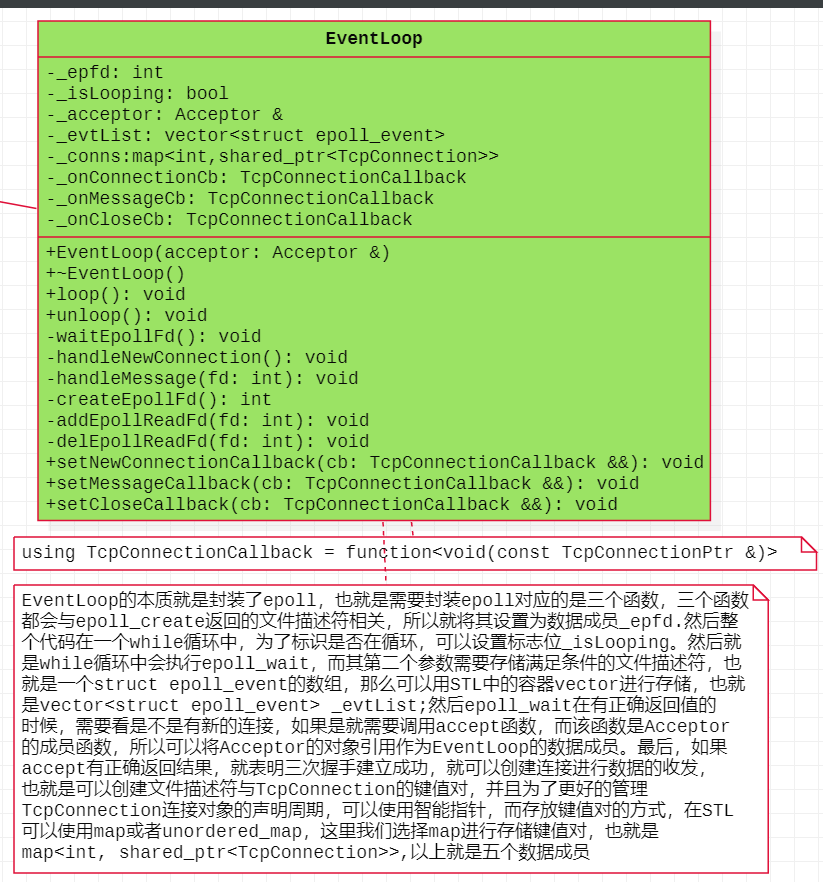 EventLoop
-_epfd: int
-_isLooping: bool
-_acceptor: Acceptor &
-_evtList: vector<struct epoll_event>
-_conns:map<int,shared_ptr<TcpConnection>>
-_onConnectionCb: TcpConnectionCallback
-_onMessageCb: TcpConnectionCallback
-_onCloseCb: TcpConnectionCallback
+EventLoop(acceptor: Acceptor &)
+~EventLoop()
+loop(): void
+unloop(): void
-waitEpollFd(): void
-handleNewConnection(): void
-handleMessage(fd: int): void
-createEpollFd(): int
-addEpollReadFd(fd: int): void
-delEpollReadFd(fd: int): void
+setNewConnectionCallback(cb: TcpConnectionCallback &&): void
+setMessageCallback(cb: TcpConnectionCallback &&): void
+setCloseCallback(cb: TcpConnectionCallback &&): void
using TcpConnectionCallback = function<void(const TcpConnectionPtr &)>
EventLoop的本质就是封装了epoll，也就是需要封装epoll对应的是三个函数，三个函数
都会与epoll_create返回的文件描述符相关，所以就将其设置为数据成员_epfd.然后整
个代码在一个while循环中，为了标识是否在循环，可以设置标志位_isLooping。然后就
是while循环中会执行epoll_wait，而其第二个参数需要存储满足条件的文件描述符，也
就是一个struct epoll_event的数组，那么可以用STL中的容器vector进行存储，也就
是vector<struct epoll_event> _evtList;然后epoll_wait在有正确返回值的
时候，需要看是不是有新的连接，如果是就需要调用accept函数，而该函数是Acceptor
的成员函数，所以可以将Acceptor的对象引用作为EventLoop的数据成员。最后，如果
accept有正确返回结果，就表明三次握手建立成功，就可以创建连接进行数据的收发，
也就是可以创建文件描述符与TcpConnection的键值对，并且为了更好的管理
TcpConnection连接对象的声明周期，可以使用智能指针，而存放键值对的方式，在STL
可以使用map或者unordered_map，这里我们选择map进行存储键值对，也就是
map<int, shared_ptr<TcpConnection>>,以上就是五个数据成员